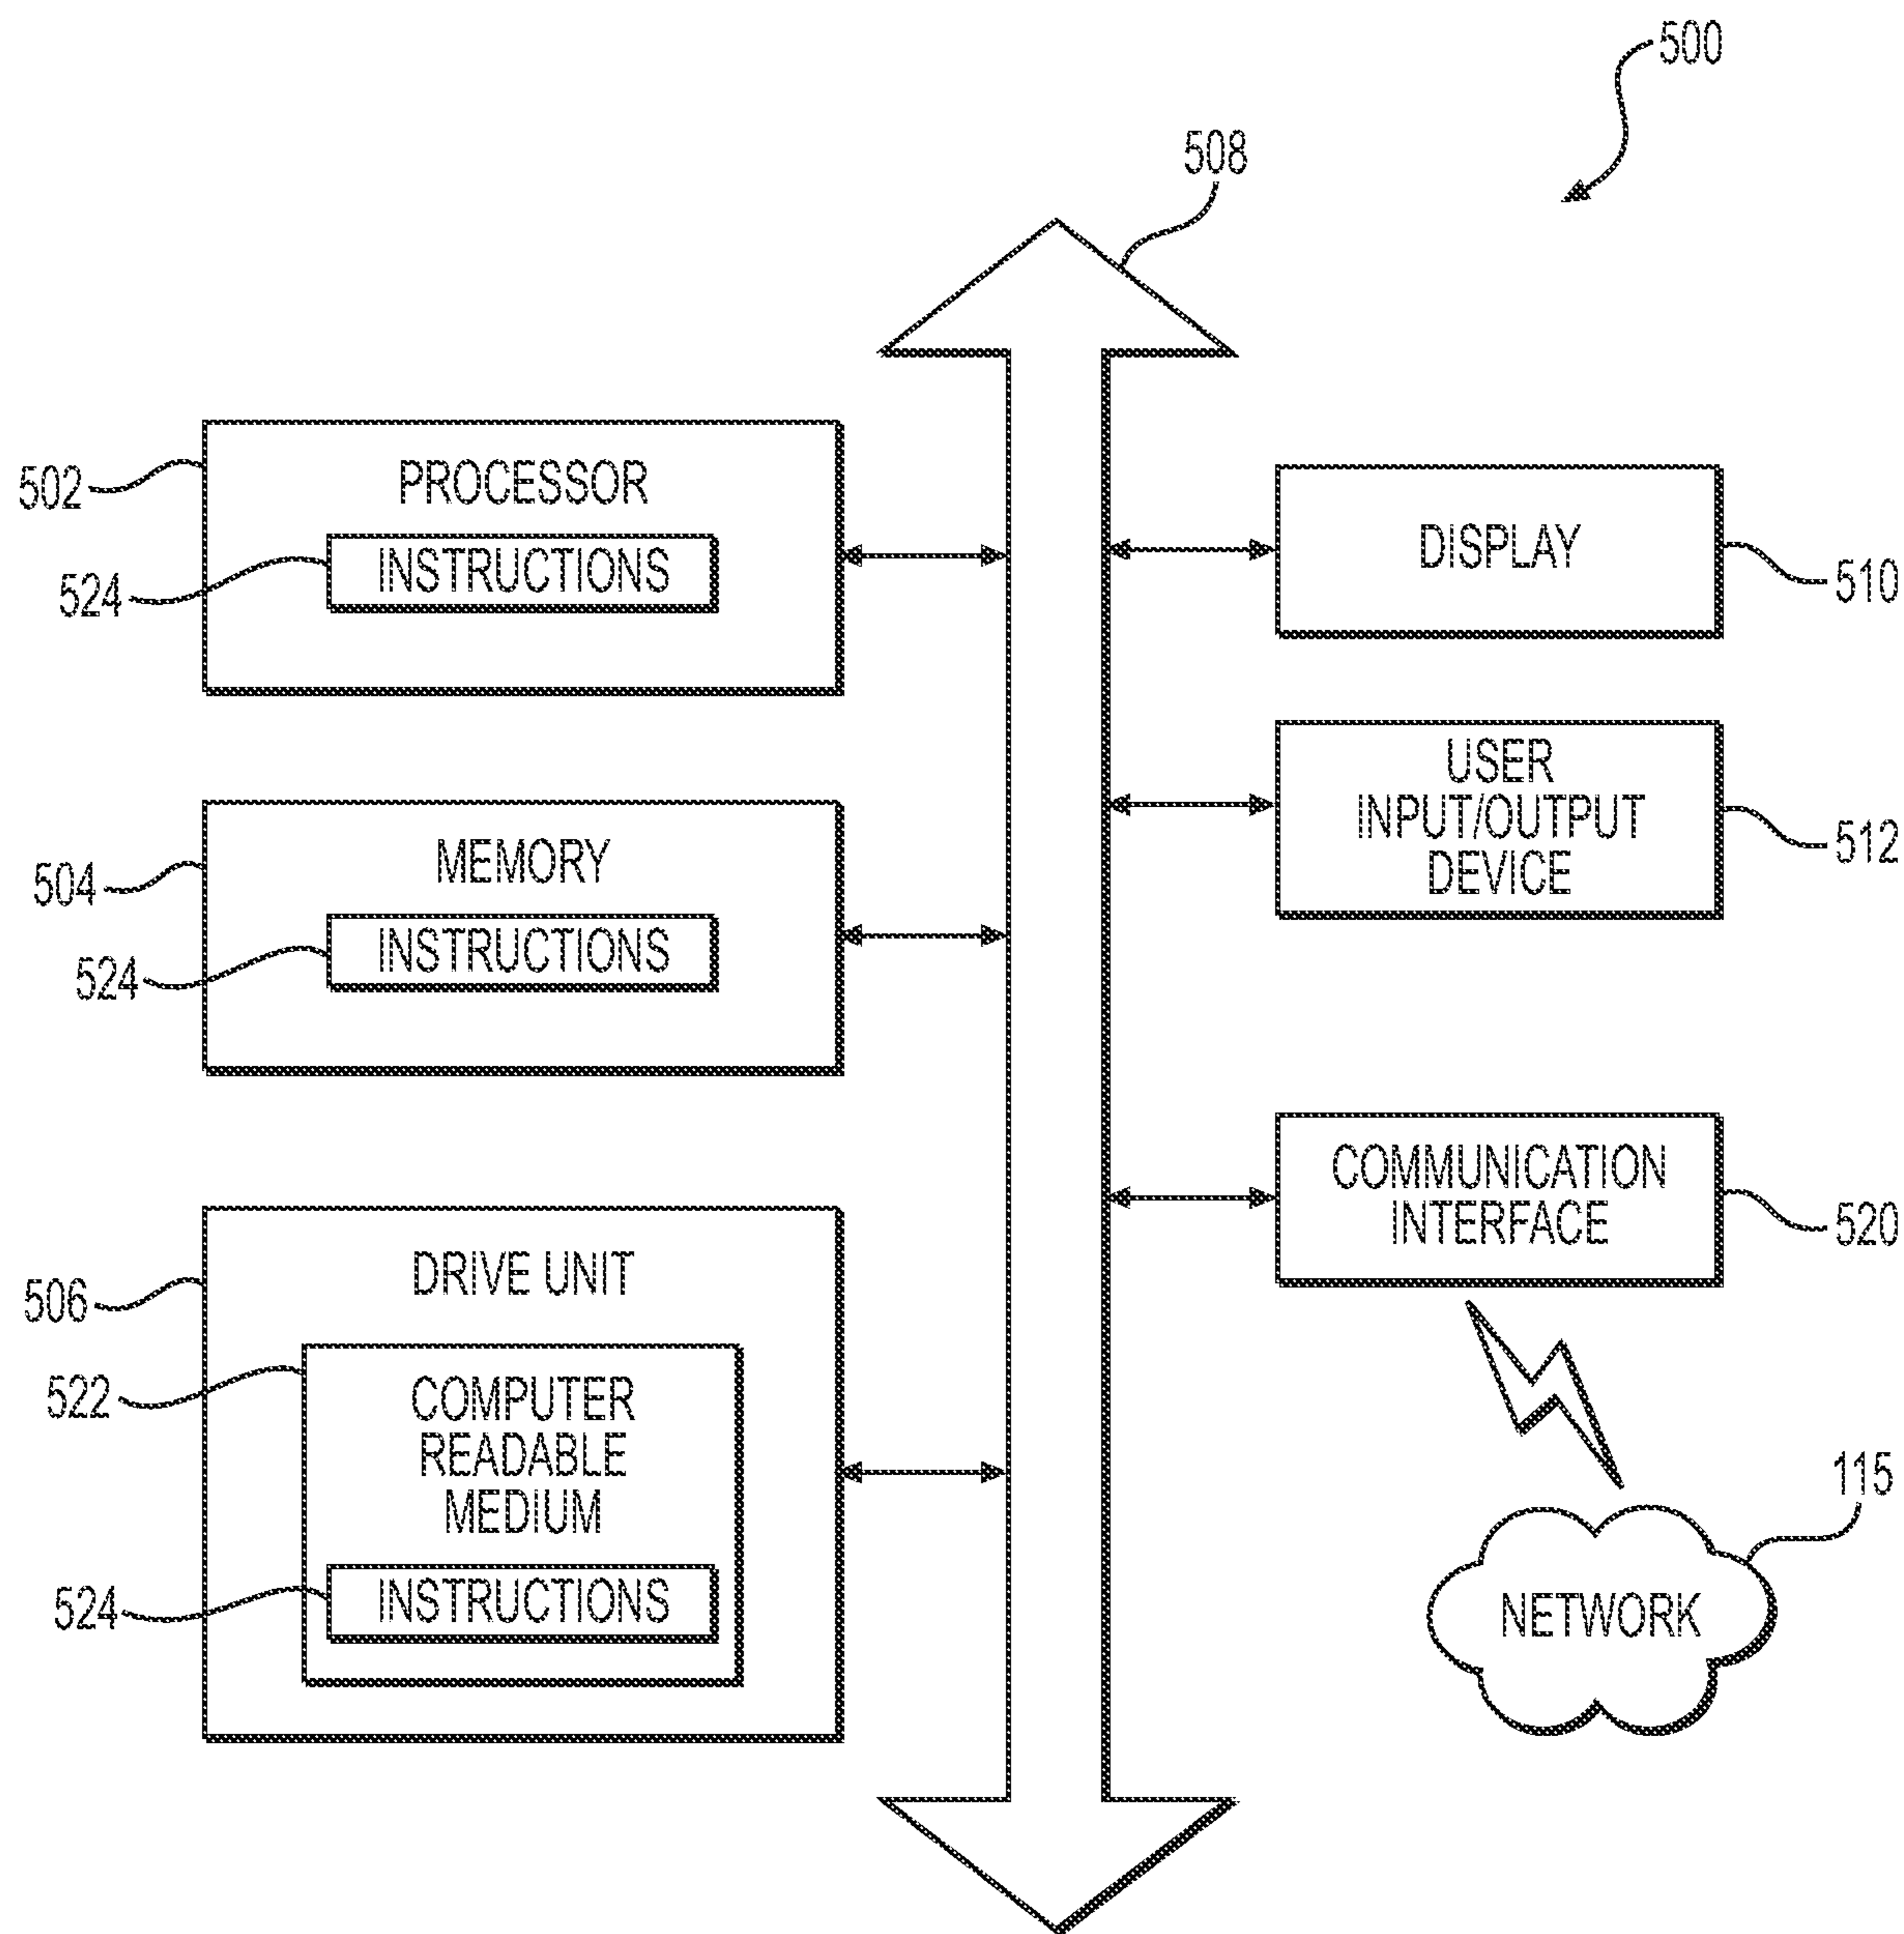 500
508
PROCESSOR
502
INSTRUCTIONS
524
DISPLAY
510
USER
INPUT/OUTPUT
DEVICE
512
MEMORY
504
INSTRUCTIONS
524
COMMUNICATION
INTERFACE
520
DRIVE UNIT
506
522
COMPUTER
READABLE
MEDIUM
INSTRUCTIONS
524
115
NETWORK